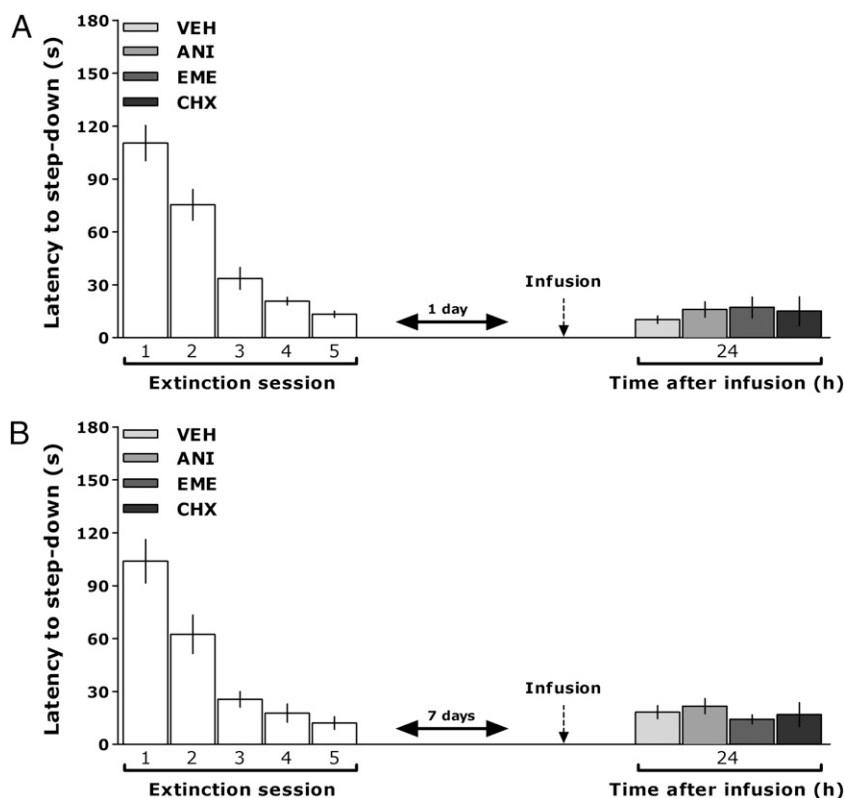 A
Latency to step-down (s)
180
150
120
90
60
30
0
VEH
ANI
EME
CHX
1 day
Infusion
1 2 3 4 5
24
Extinction session
Time after infusion (h)
B
Latency to step-down (s)
180
150
120
90
60
30
0
VEH
ANI
EME
CHX
7 days
Infusion
1 2 3 4 5
24
Extinction session
Time after infusion (h)